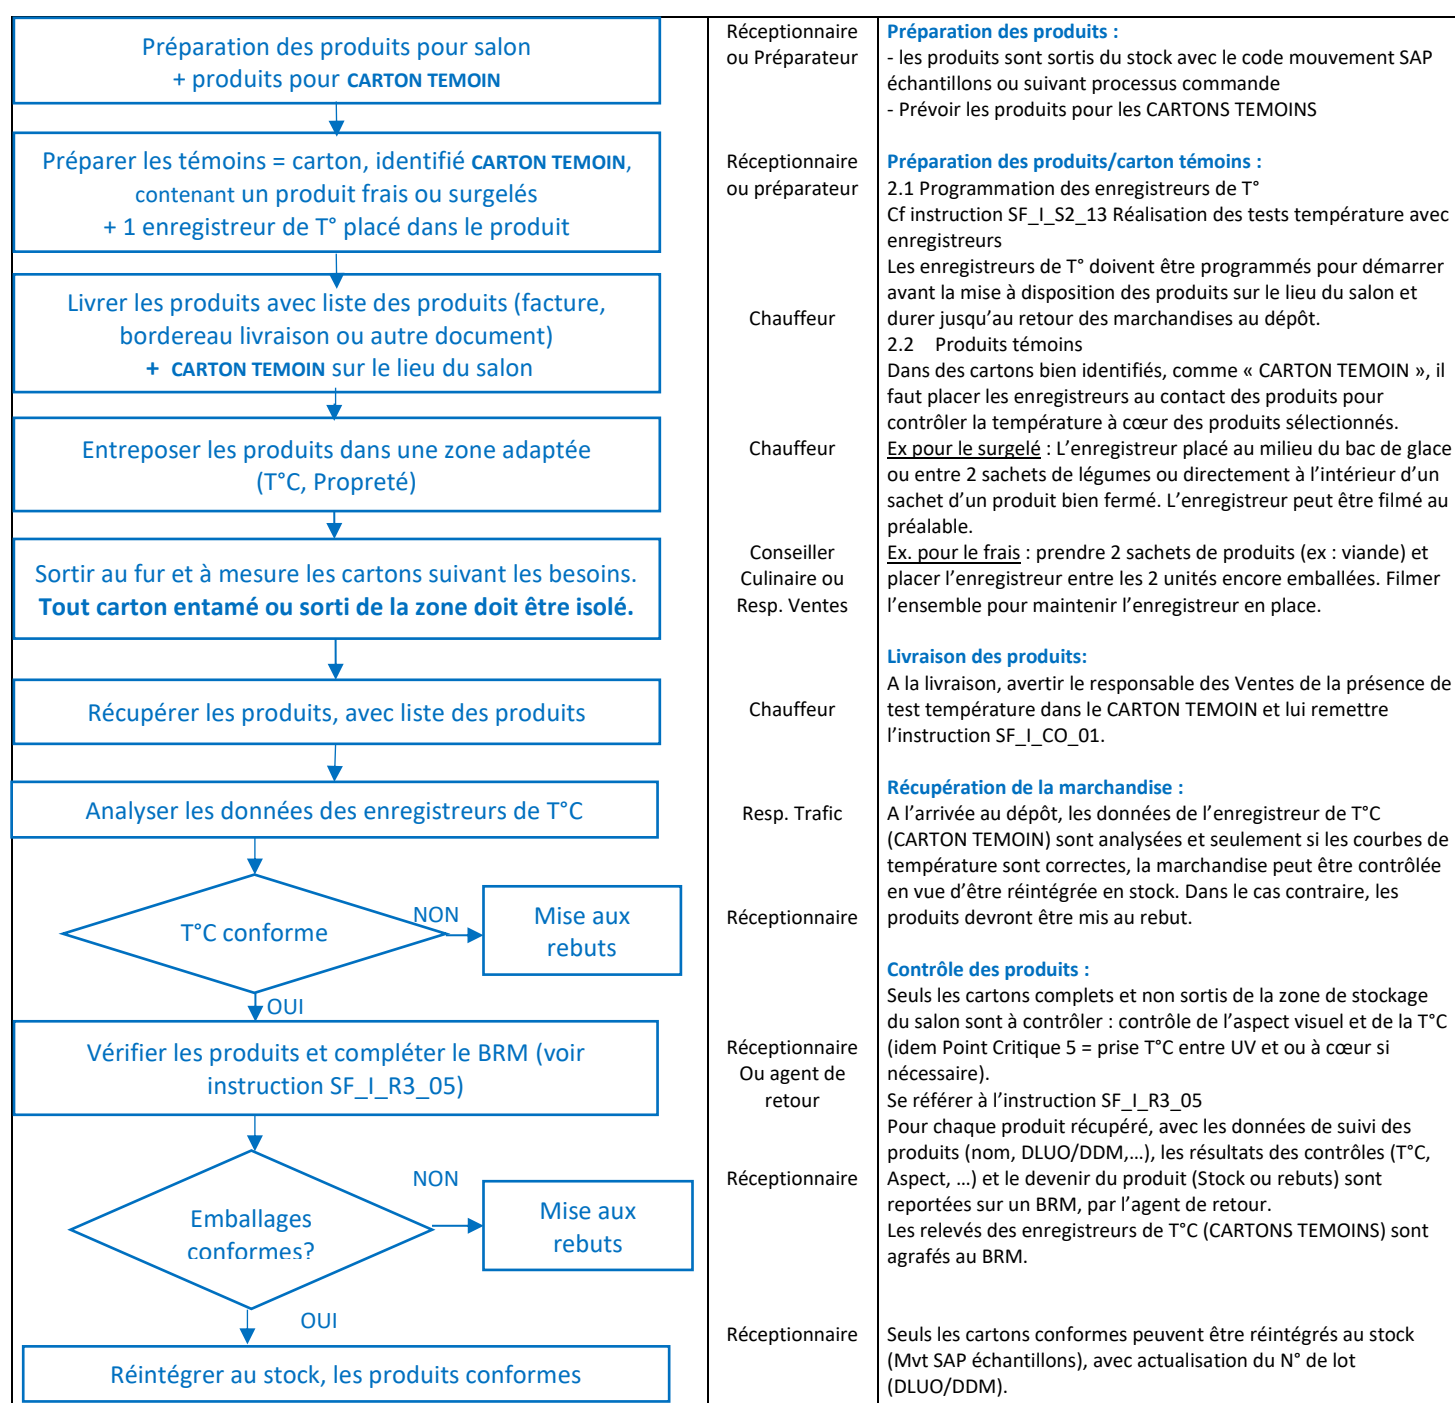 Préparation des produits pour salon
+ produits pour CARTON TEMOIN
Préparer les témoins = carton, identifié CARTON TEMOIN,
contenant un produit frais ou surgelés
+ 1 enregistreur de T° placé dans le produit
Livrer les produits avec liste des produits (facture,
bordereau livraison ou autre document)
+ CARTON TEMOIN sur le lieu du salon
Entreposer les produits dans une zone adaptée
(T°C, Propreté)
Sortir au fur et à mesure les cartons suivant les besoins.
Tout carton entamé ou sorti de la zone doit être isolé.
Récupérer les produits, avec liste des produits
Analyser les données des enregistreurs de T°C
T°C conforme
NON
Mise aux
rebuts
OUI
Vérifier les produits et compléter le BRM (voir
instruction SF_I_R3_05)
Emballages
conformes?
NON
Mise aux
rebuts
OUI
Réintégrer au stock, les produits conformes
Réceptionnaire
ou Préparateur
Réceptionnaire
ou préparateur
Chauffeur
Chauffeur
Conseiller
Culinaire ou
Resp. Ventes
Chauffeur
Resp. Trafic
Réceptionnaire
Réceptionnaire
Ou agent de
retour
Réceptionnaire
Réceptionnaire
Préparation des produits :
- les produits sont sortis du stock avec le code mouvement SAP
échantillons ou suivant processus commande
- Prévoir les produits pour les CARTONS TEMOINS
Préparation des produits/carton témoins :
2.1 Programmation des enregistreurs de T°
Cf instruction SF_I_S2_13 Réalisation des tests température avec
enregistreurs
Les enregistreurs de T° doivent être programmés pour démarrer
avant la mise à disposition des produits sur le lieu du salon et
durer jusqu’au retour des marchandises au dépôt.
2.2 Produits témoins
Dans des cartons bien identifiés, comme « CARTON TEMOIN », il
faut placer les enregistreurs au contact des produits pour
contrôler la température à cœur des produits sélectionnés.
Ex pour le surgelé : L’enregistreur placé au milieu du bac de glace
ou entre 2 sachets de légumes ou directement à l’intérieur d’un
sachet d’un produit bien fermé. L’enregistreur peut être filmé au
préalable.
Ex. pour le frais : prendre 2 sachets de produits (ex : viande) et
placer l’enregistreur entre les 2 unités encore emballées. Filmer
l’ensemble pour maintenir l’enregistreur en place.
Livraison des produits:
A la livraison, avertir le responsable des Ventes de la présence de
test température dans le CARTON TEMOIN et lui remettre
l’instruction SF_I_CO_01.
Récupération de la marchandise :
A l’arrivée au dépôt, les données de l’enregistreur de T°C
(CARTON TEMOIN) sont analysées et seulement si les courbes de
température sont correctes, la marchandise peut être contrôlée
en vue d’être réintégrée en stock. Dans le cas contraire, les
produits devront être mis au rebut.
Contrôle des produits :
Seuls les cartons complets et non sortis de la zone de stockage
du salon sont à contrôler : contrôle de l’aspect visuel et de la T°C
(idem Point Critique 5 = prise T°C entre UV et ou à cœur si
nécessaire).
Se référer à l’instruction SF_I_R3_05
Pour chaque produit récupéré, avec les données de suivi des
produits (nom, DLUO/DDM,…), les résultats des contrôles (T°C,
Aspect, …) et le devenir du produit (Stock ou rebuts) sont
reportées sur un BRM, par l’agent de retour.
Les relevés des enregistreurs de T°C (CARTONS TEMOINS) sont
agrafés au BRM.
Seuls les cartons conformes peuvent être réintégrés au stock
(Mvt SAP échantillons), avec actualisation du N° de lot
(DLUO/DDM).